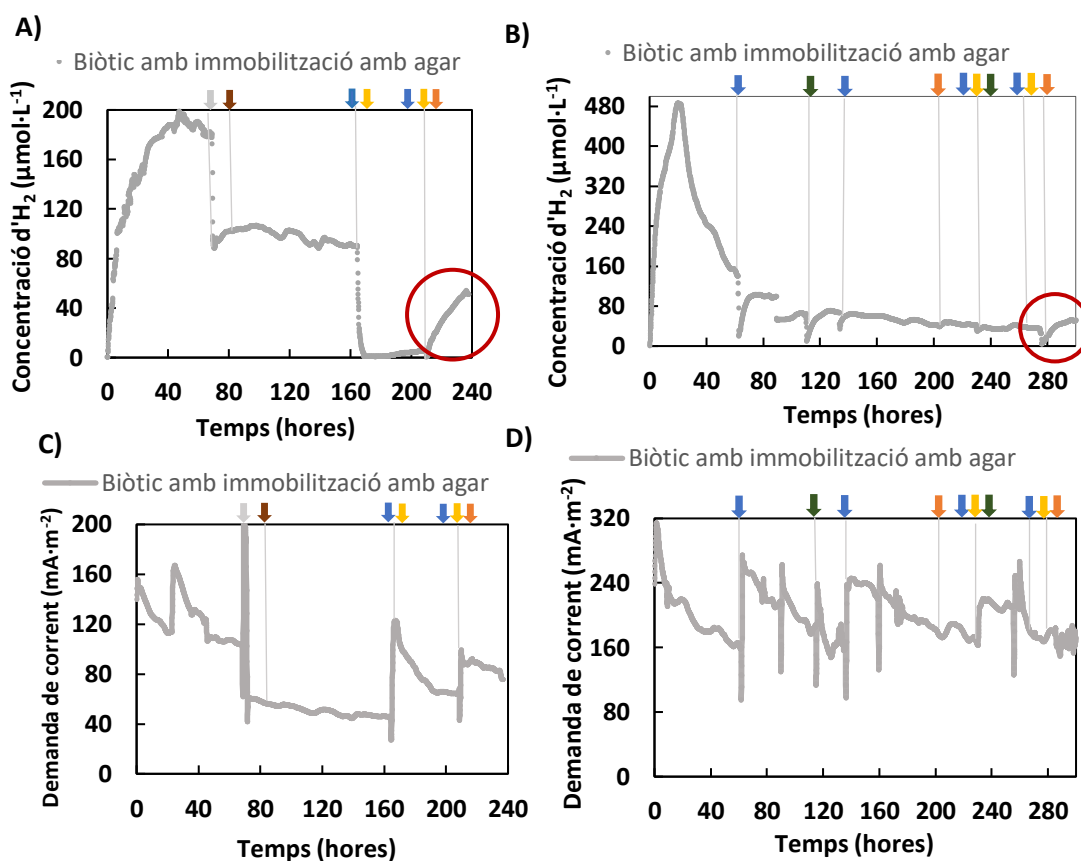 A)
Biòtic amb immobilització amb agar
Concentració d'H₂ (µmol·L⁻¹)
200
160
120
80
40
0
0 40 80 120 160 200 240
Temps (hores)
B)
Biòtic amb immobilització amb agar
Concentració d'H₂ (µmol·L⁻¹)
480
400
320
240
160
80
0
0 40 80 120 160 200 240 280
Temps (hores)
C)
Biòtic amb immobilització amb agar
Demanda de corrent (mA·m⁻²)
200
160
120
80
40
0
0 40 80 120 160 200 240
Temps (hores)
D)
Biòtic amb immobilització amb agar
Demanda de corrent (mA·m⁻²)
320
240
160
80
0
0 40 80 120 160 200 240 280
Temps (hores)